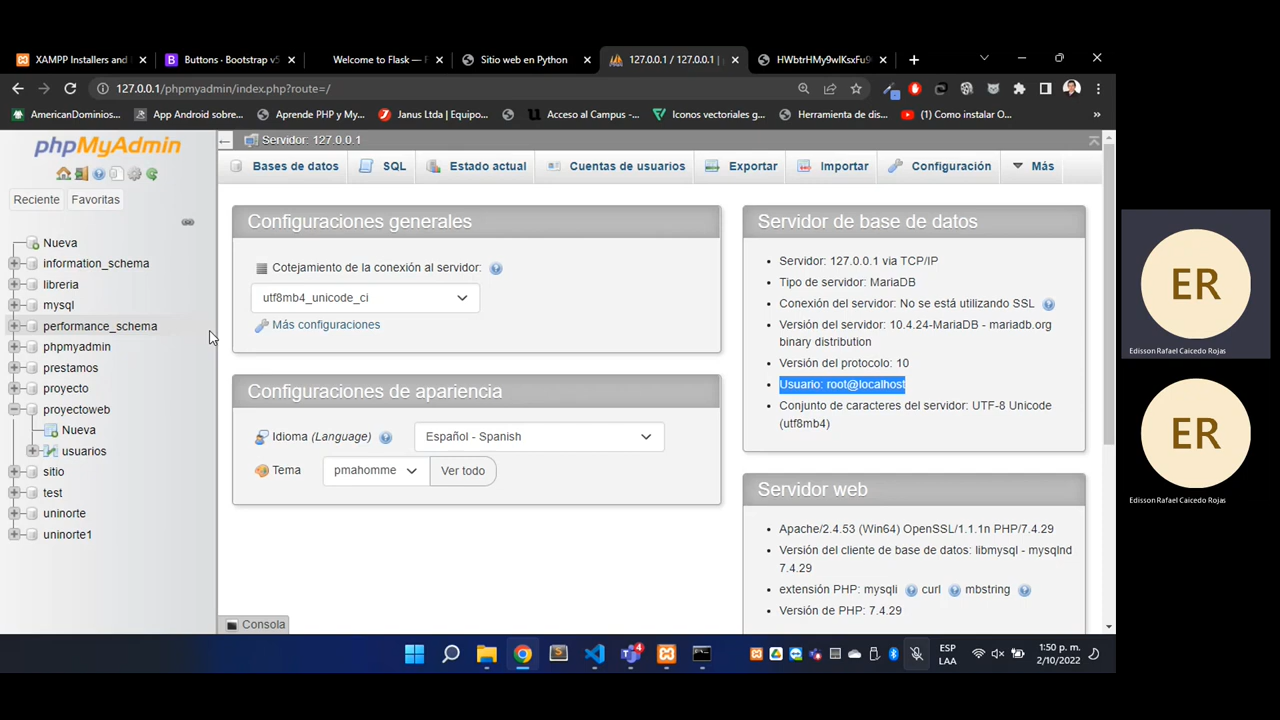 XAMPP Installers and
Buttons · Bootstrap v5
Welcome to Flask — F
Sitio web en Python
127.0.0.1 / 127.0.0.1 |
HWbtrHMy9wlKsxFu9
127.0.0.1/phpmyadmin/index.php?route=/
AmericanDominios...
App Android sobre...
Aprende PHP y My...
Janus Ltda | Equipo...
Acceso al Campus -...
Iconos vectoriales g...
Herramienta de dis...
(1) Como instalar O...
»
phpMyAdmin
Reciente
Favoritas
Nueva
information_schema
libreria
mysql
performance_schema
phpmyadmin
prestamos
proyecto
proyectoweb
Nueva
usuarios
sitio
test
uninorte
uninorte1
Servidor: 127.0.0.1
Bases de datos
SQL
Estado actual
Cuentas de usuarios
Exportar
Importar
Configuración
Más
Configuraciones generales
Cotejamiento de la conexión al servidor:
utf8mb4_unicode_ci
Más configuraciones
Configuraciones de apariencia
Idioma (Language)
Español - Spanish
Tema
pmahomme
Ver todo
Servidor de base de datos
Servidor: 127.0.0.1 via TCP/IP
Tipo de servidor: MariaDB
Conexión del servidor: No se está utilizando SSL
Versión del servidor: 10.4.24-MariaDB - mariadb.org
binary distribution
Versión del protocolo: 10
Usuario: root@localhost
Conjunto de caracteres del servidor: UTF-8 Unicode
(utf8mb4)
Servidor web
Apache/2.4.53 (Win64) OpenSSL/1.1.1n PHP/7.4.29
Versión del cliente de base de datos: libmysql - mysqlnd
7.4.29
extensión PHP: mysqli curl mbstring
Versión de PHP: 7.4.29
Consola
4
ESP
LAA
1:50 p. m.
2/10/2022
ER
Edisson Rafael Caicedo Rojas
ER
Edisson Rafael Caicedo Rojas